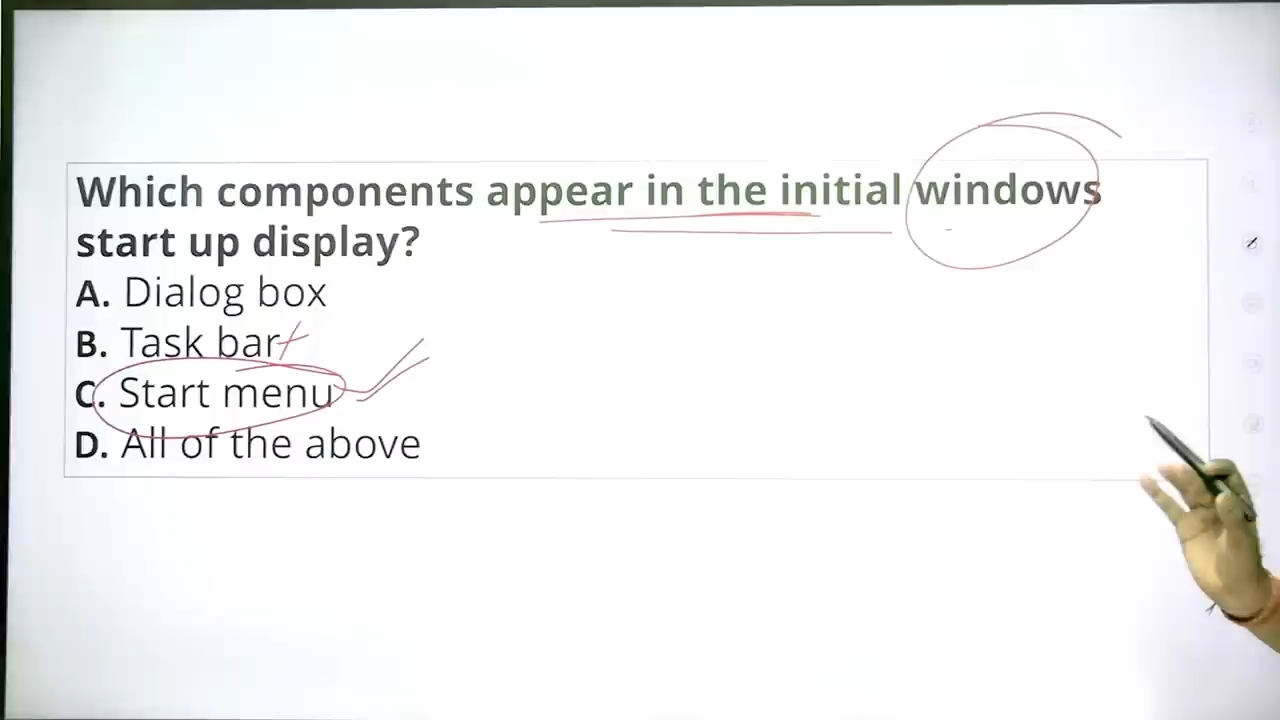 Which components appear in the initial windows
start up display?
A. Dialog box
B. Task bar
C. Start menu
D. All of the above